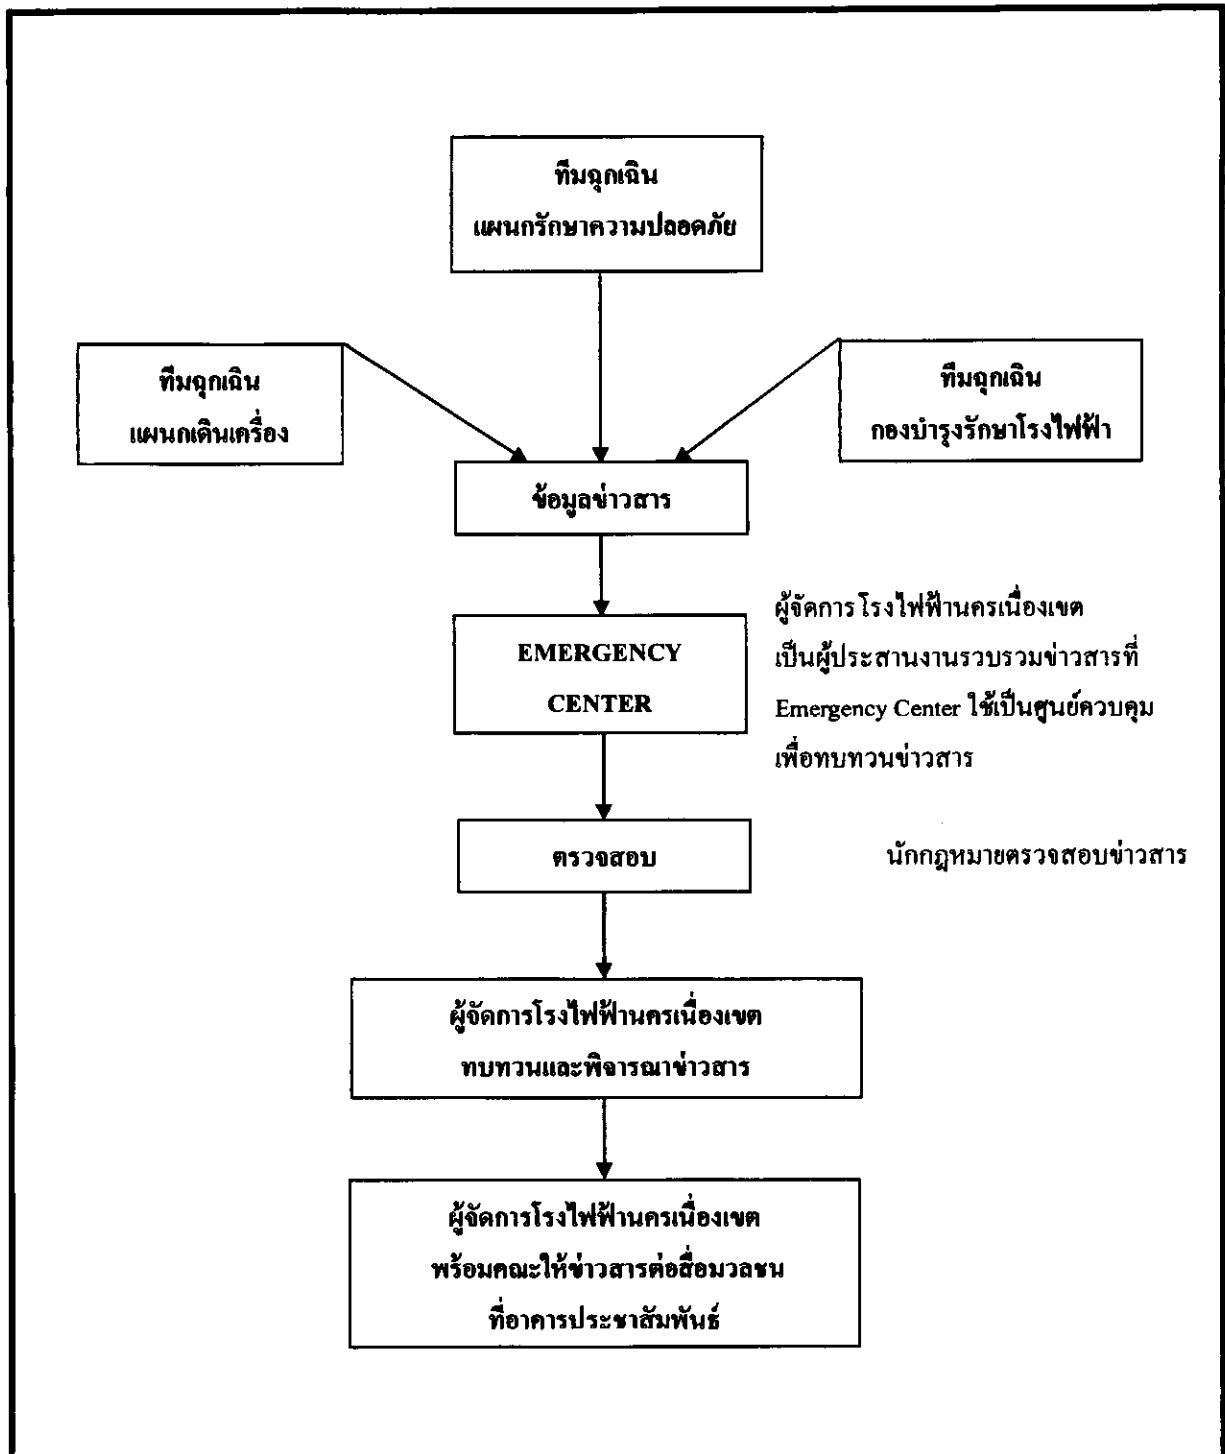 ทีมฉุกเฉิน
แผนกรักษาความปลอดภัย
ทีมฉุกเฉิน
แผนกเดินเครื่อง
ทีมฉุกเฉิน
กองบำรุงรักษาโรงไฟฟ้า
ข้อมูลข่าวสาร
EMERGENCY
CENTER
ผู้จัดการโรงไฟฟ้านครเนื่องเขต
เป็นผู้ประสานงานรวบรวมข่าวสารที่
Emergency Center ใช้เป็นศูนย์ควบคุม
เพื่อทบทวนข่าวสาร
ตรวจสอบ
นักกฎหมายตรวจสอบข่าวสาร
ผู้จัดการโรงไฟฟ้านครเนื่องเขต
ทบทวนและพิจารณาข่าวสาร
ผู้จัดการโรงไฟฟ้านครเนื่องเขต
พร้อมคณะให้ข่าวสารต่อสื่อมวลชน
ที่อาคารประชาสัมพันธ์